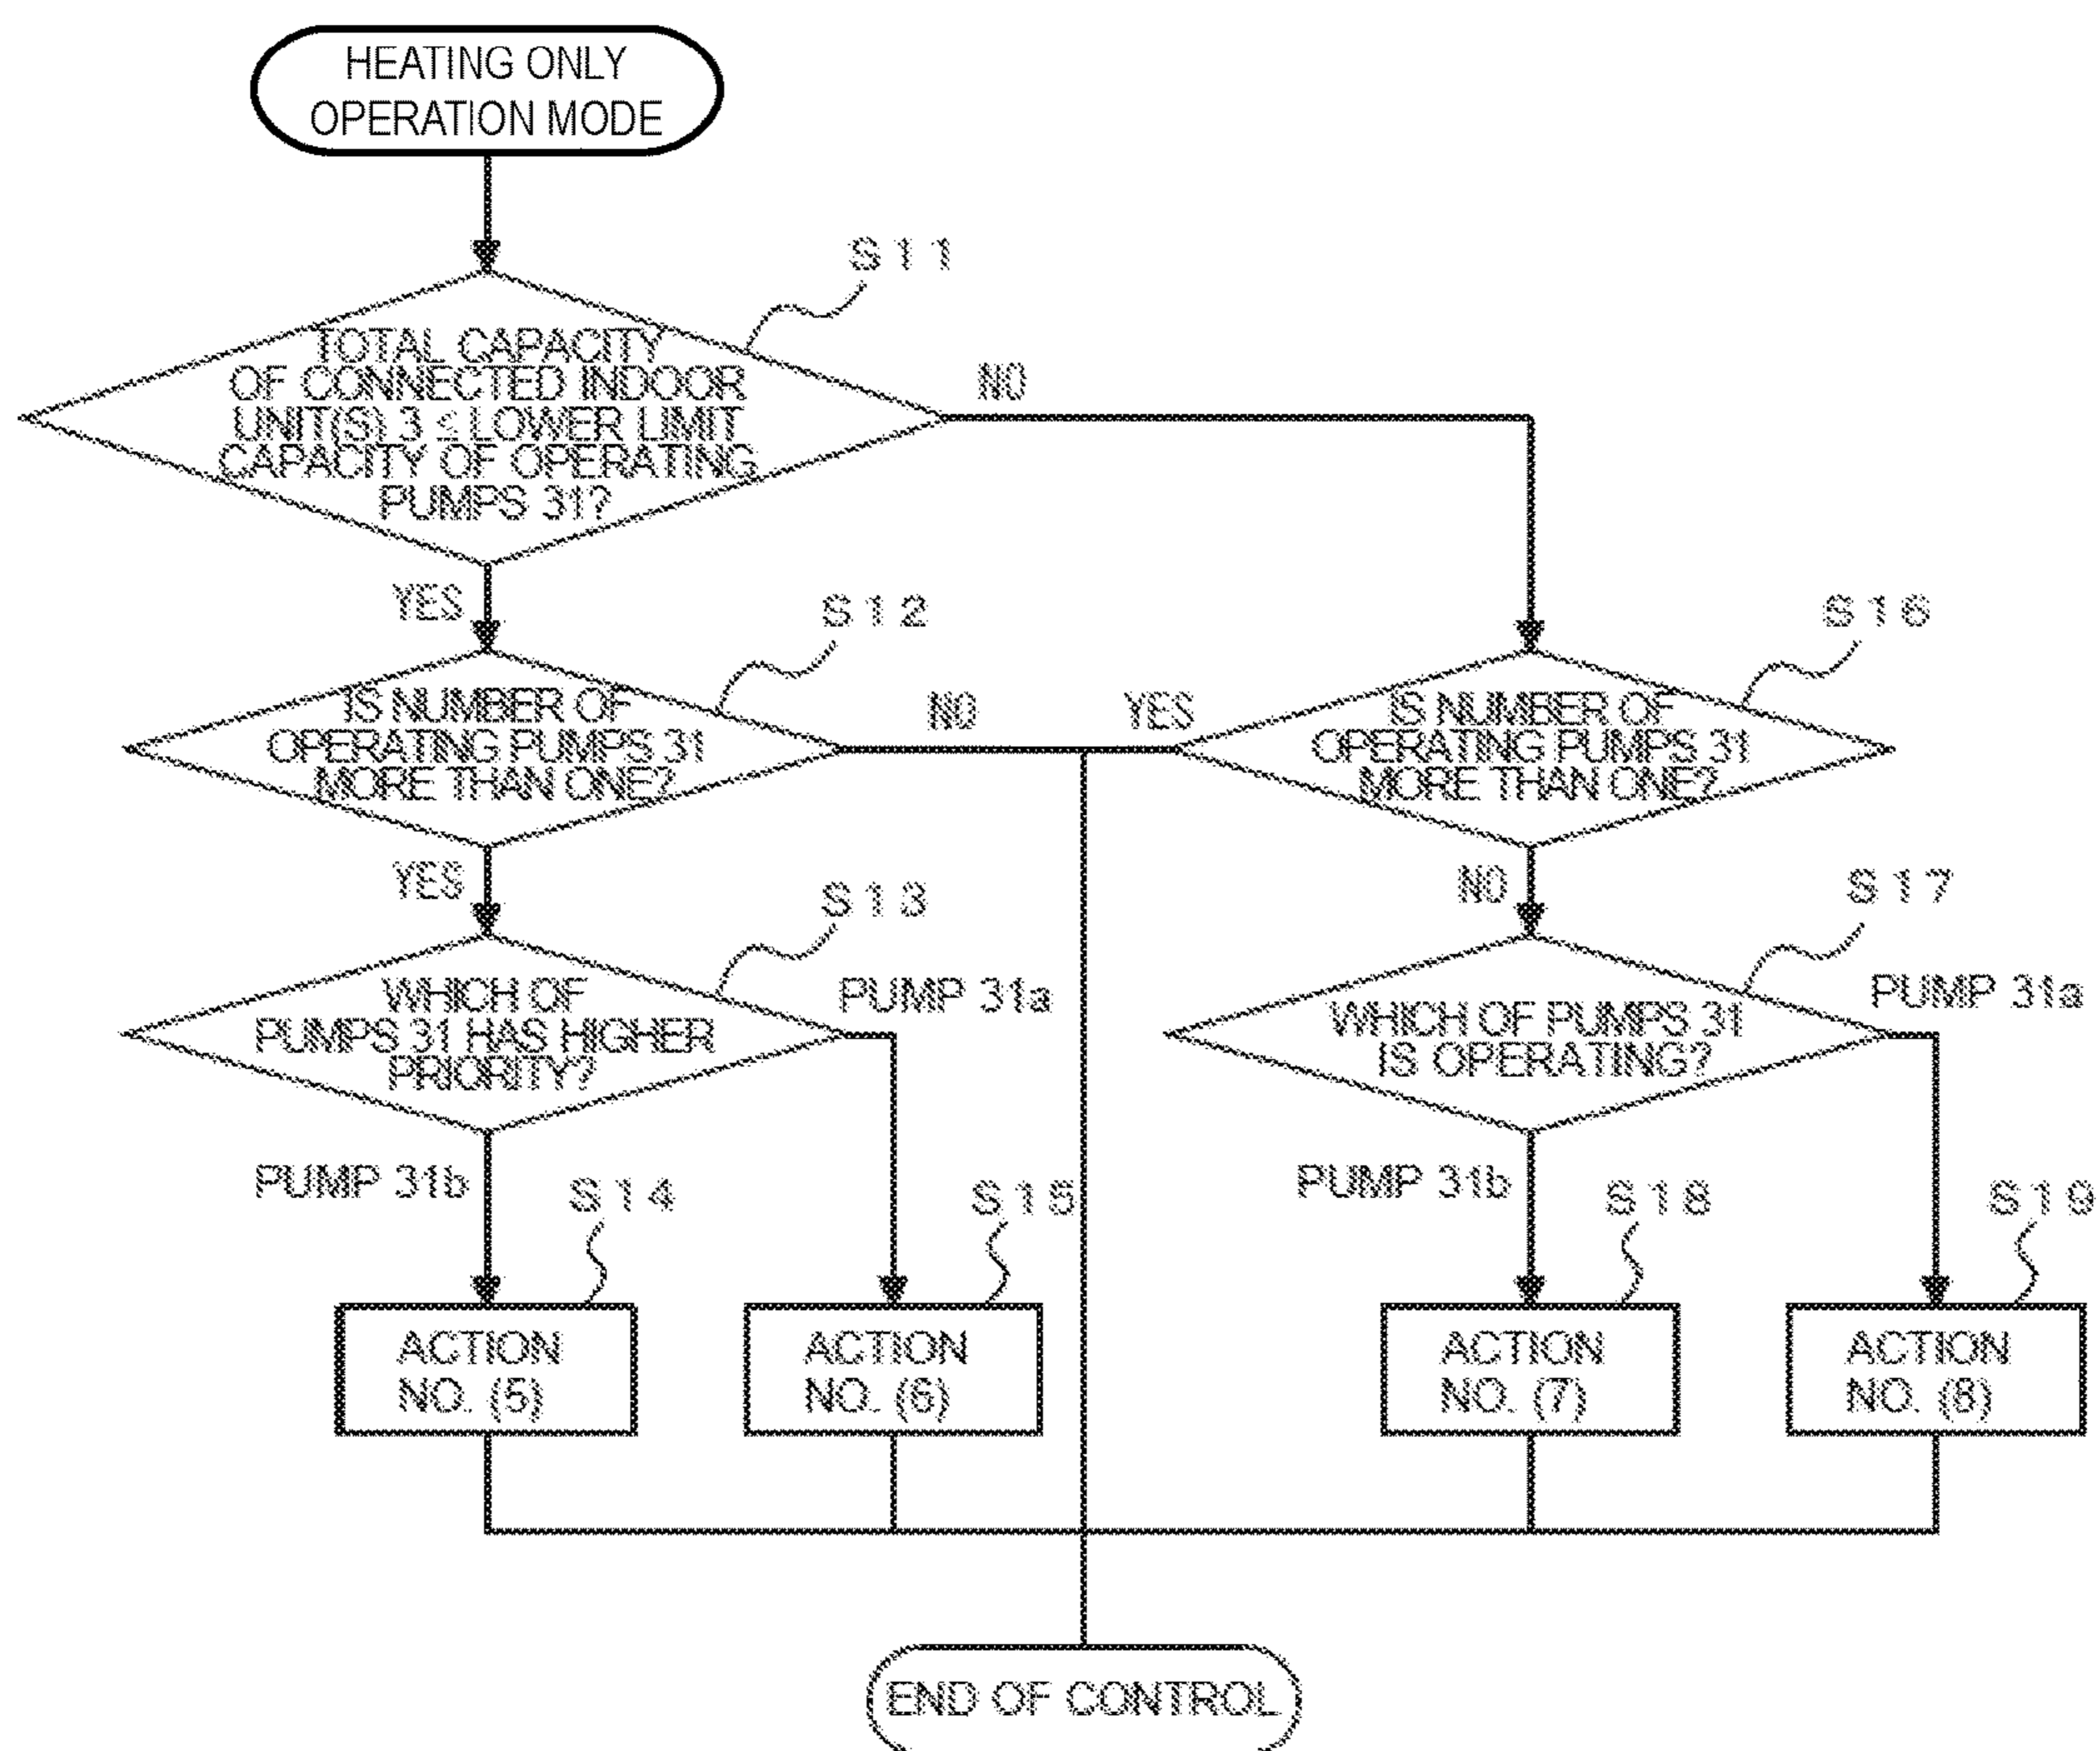 HEATING ONLY
OPERATION MODE
S11
TOTAL CAPACITY
OF CONNECTED INDOOR
UNIT(S) 3 ≤ LOWER LIMIT
CAPACITY OF OPERATING
PUMPS 31?
NO
YES
S12
IS NUMBER OF
OPERATING PUMPS 31
MORE THAN ONE?
NO
YES
S13
WHICH OF
PUMPS 31 HAS HIGHER
PRIORITY?
PUMP 31a
PUMP 31b
S14
ACTION
NO. (5)
S15
ACTION
NO. (6)
S16
IS NUMBER OF
OPERATING PUMPS 31
MORE THAN ONE?
YES
NO
S17
WHICH OF PUMPS 31
IS OPERATING?
PUMP 31a
PUMP 31b
S18
ACTION
NO. (7)
S19
ACTION
NO. (8)
END OF CONTROL